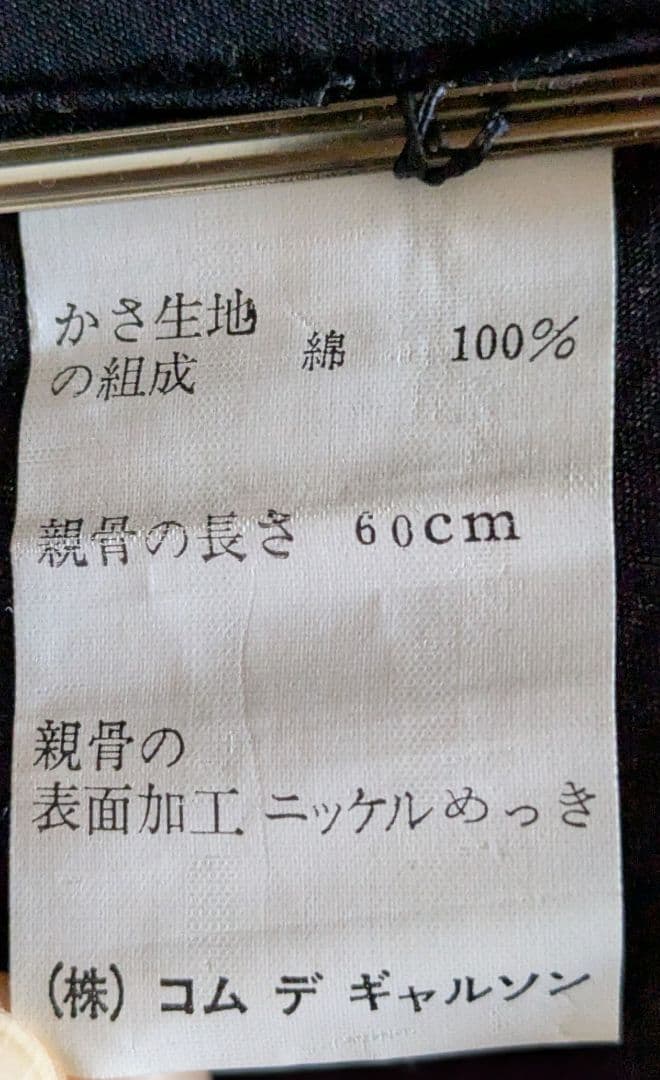 かさ生地
の組成 綿 100%
親骨の長さ 60cm
親骨の
表面加工 ニッケルめっき
(株) コム デ ギャルソン